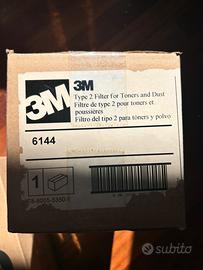 3M
3M
Type 2 Filter for Toners and Dust
Filtre de type 2 pour toners et
poussières
Filtro del tipo 2 para tóners y polvo
6144
1
subito